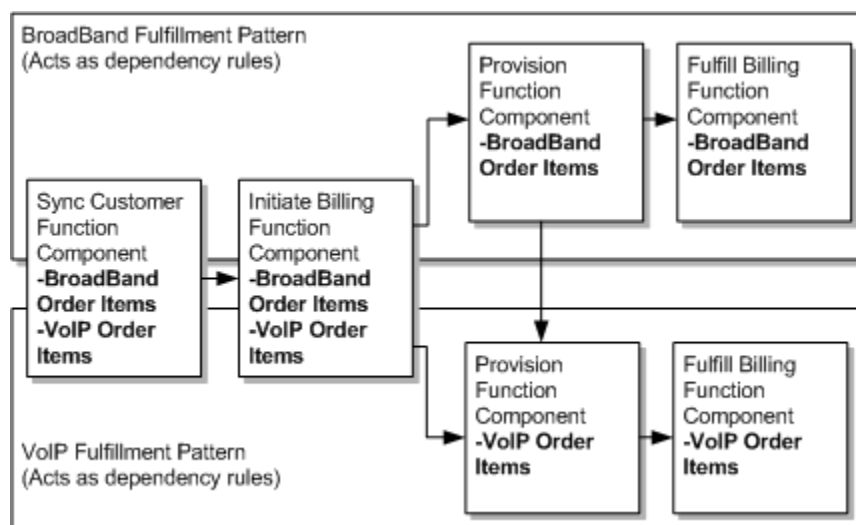 BroadBand Fulfillment Pattern
(Acts as dependency rules)
Provision
Function
Component
-BroadBand
Order Items
Fulfill Billing
Function
Component
-BroadBand
Order Items
Sync Customer
Function
Component
-BroadBand
Order Items
-VoIP Order
Items
Initiate Billing
Function
Component
-BroadBand
Order Items
-VoIP Order
Items
Provision
Function
Component
-VoIP Order
Items
Fulfill Billing
Function
Component
-VoIP Order
Items
VoIP Fulfillment Pattern
(Acts as dependency rules)